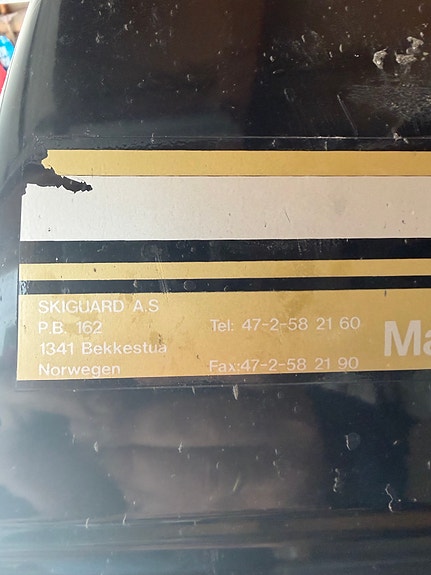 SKIGUARD A.S
P.B. 162
Tel: 47-2-58 21 60
1341 Bekkestua
Norwegen
Fax:47-2-58 21 90
Ma